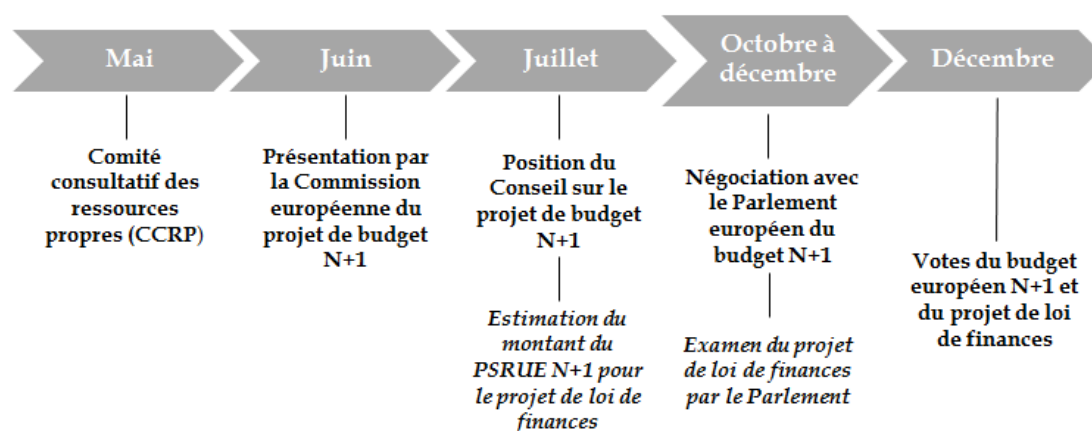 Mai
Juin
Juillet
Octobre à
décembre
Décembre
Comité
consultatif des
ressources
propres (CCRP)
Présentation par
la Commission
européenne du
projet de budget
N+1
Position du
Conseil sur le
projet de budget
N+1
Estimation du
montant du
PSRUE N+1 pour
le projet de loi de
finances
Négociation avec
le Parlement
européen du
budget N+1
Examen du projet
de loi de finances
par le Parlement
Votes du budget
européen N+1 et
du projet de loi
de finances